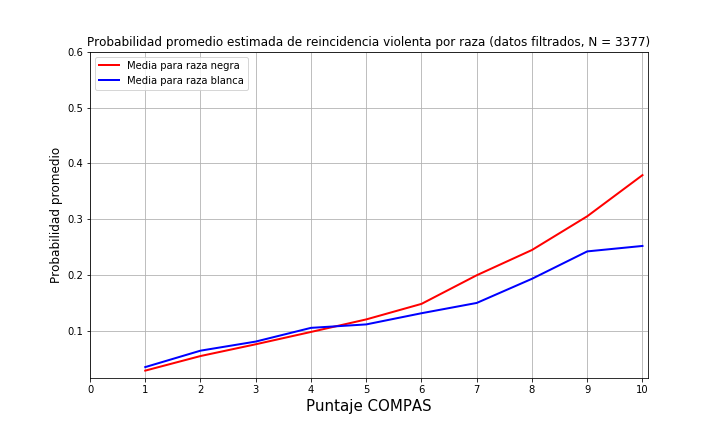 Probabilidad promedio estimada de reincidencia violenta por raza (datos filtrados, N = 3377)
Media para raza negra
Media para raza blanca
Probabilidad promedio
0.6
0.5
0.4
0.3
0.2
0.1
0 1 2 3 4 5 6 7 8 9 10
Puntaje COMPAS